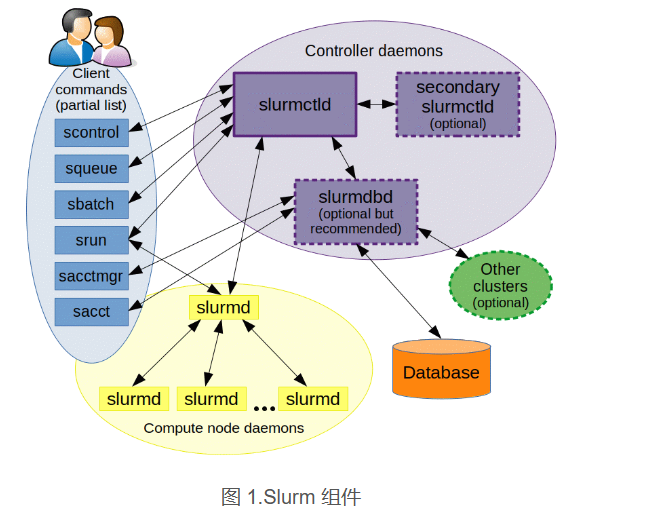 Client
commands
(partial list)
scontrol
squeue
sbatch
srun
sacctmgr
sacct
Controller daemons
slurmctld
secondary
slurmctld
(optional)
slurmdbd
(optional but
recommended)
Other
clusters
(optional)
Database
slurmd
slurmd
slurmd
...
slurmd
Compute node daemons
图 1.Slurm 组件